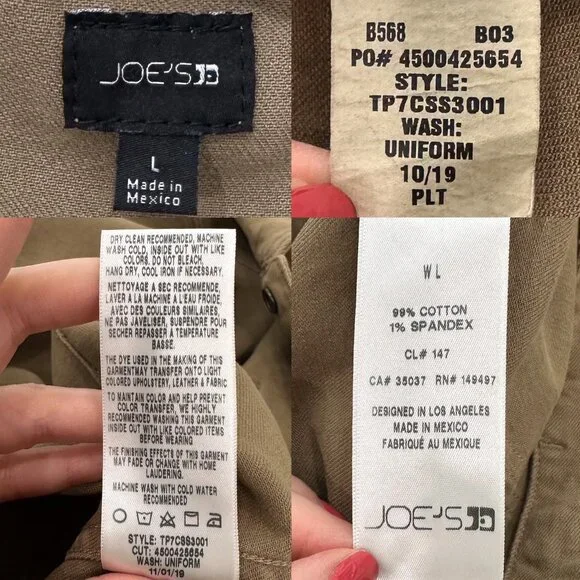 JOE'S
L
Made in
Mexico
B568 B03
PO# 4500425654
STYLE:
TP7CSS3001
WASH:
UNIFORM
10/19
PLT
DRY CLEAN RECOMMENDED, MACHINE
WASH COLD, INSIDE OUT WITH LIKE
COLORS. DO NOT BLEACH,
HANG DRY, COOL IRON IF NECESSARY.
NETTOYAGE A SEC RECOMMENDE,
LAVER A LA MACHINE A L'EAU FROIDE,
AVEC DES COULEURS SIMILAIRES,
NE PAS JAVELISER, SUSPENDRE POUR
SECHER REPASSER A TEMPERATURE
BASSE.
THE DYE USED IN THE MAKING OF THIS
GARMENTMAY TRANSFER ONTO LIGHT
COLORED UPHOLSTERY, LEATHER & FABRIC
TO MAINTAIN COLOR AND HELP PREVENT
COLOR TRANSFER, WE HIGHLY
RECOMMENDED WASHING THIS GARMENT
INSIDE OUT WITH LIKE COLORED ITEMS
BEFORE WEARING
THE FINISHING EFFECTS OF THIS GARMENT
MAY FADE OR CHANGE WITH HOME
LAUDERING.
MACHINE WASH WITH COLD WATER
RECOMMENDED
STYLE: TP7CSS3001
CUT: 4500425654
WASH: UNIFORM
11/01/19
WL
99% COTTON
1% SPANDEX
CL# 147
CA# 35037 RN# 149497
DESIGNED IN LOS ANGELES
MADE IN MEXICO
FABRIQUÉ AU MEXIQUE
JOE'S